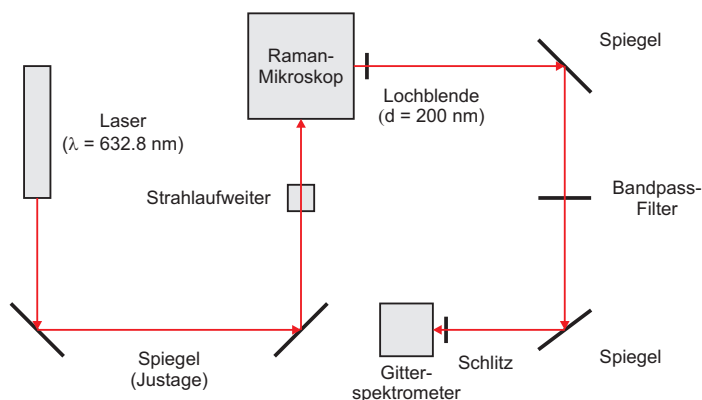 Laser
(λ = 632.8 nm)
Raman-
Mikroskop
Lochblende
(d = 200 nm)
Spiegel
Strahlaufweiter
Bandpass-
Filter
Spiegel
(Justage)
Gitter-
spektrometer
Schlitz
Spiegel